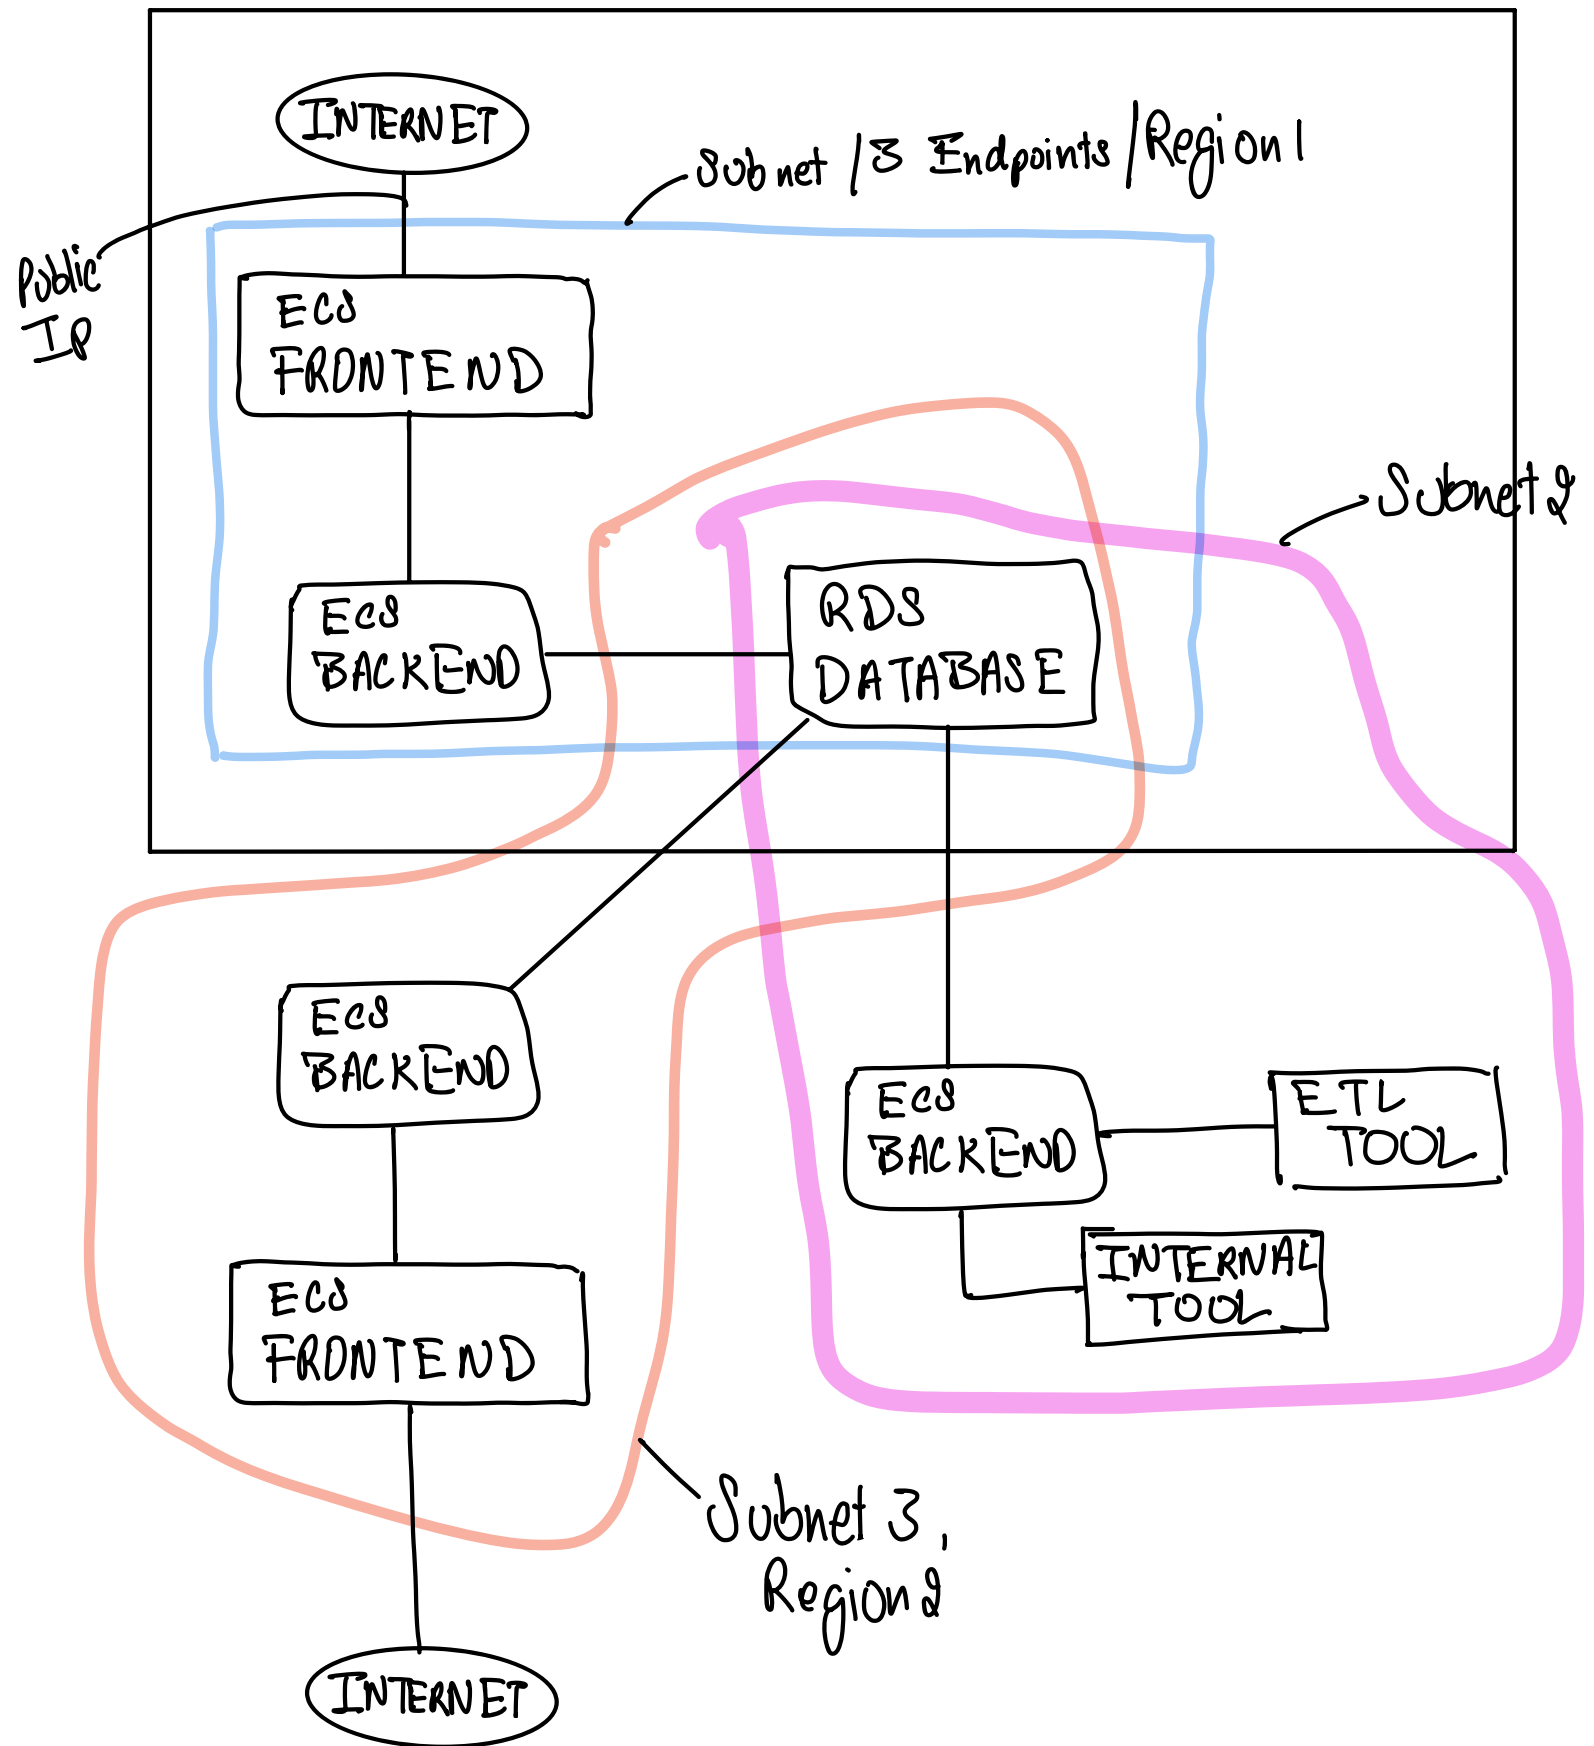 INTERNET
Subnet / 3 Endpoints / Region 1
Public
IP
ECS
FRONTEND
Subnet 2
ECS
BACKEND
RDS
DATABASE
ECS
BACKEND
ECS
BACKEND
ETL
TOOL
INTERNAL
TOOL
ECS
FRONTEND
Subnet 3,
Region 2
INTERNET